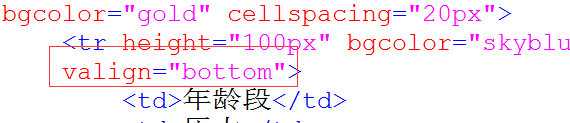 bgcolor="gold" cellspacing="20px">
<tr height="100px" bgcolor="skyblu
valign="bottom">
<td>年龄段</td>